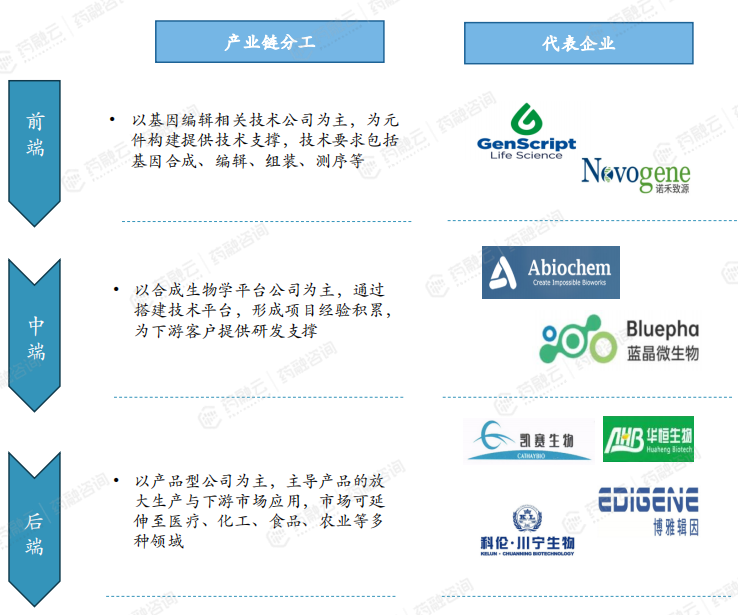 产业链分工
代表企业
前端
• 以基因编辑相关技术公司为主，为元
件构建提供技术支撑，技术要求包括
基因合成、编辑、组装、测序等
GenScript
Life Science
Novogene
诺禾致源
中端
• 以合成生物学平台公司为主，通过
搭建技术平台，形成项目经验积累，
为下游客户提供研发支撑
Abiochem
Create Impossible Bioworks
Bluepha
蓝晶微生物
后端
• 以产品型公司为主，主导产品的放
大生产与下游市场应用，市场可延
伸至医疗、化工、食品、农业等多
种领域
凯赛生物
CATHAYBIO
AHB 华恒生物
Huaheng Biotech
科伦·川宁生物
KELUN·CHUANNING BIOTECHNOLOGY
EDIGENE
博雅辑因
药融云 | 药融咨询